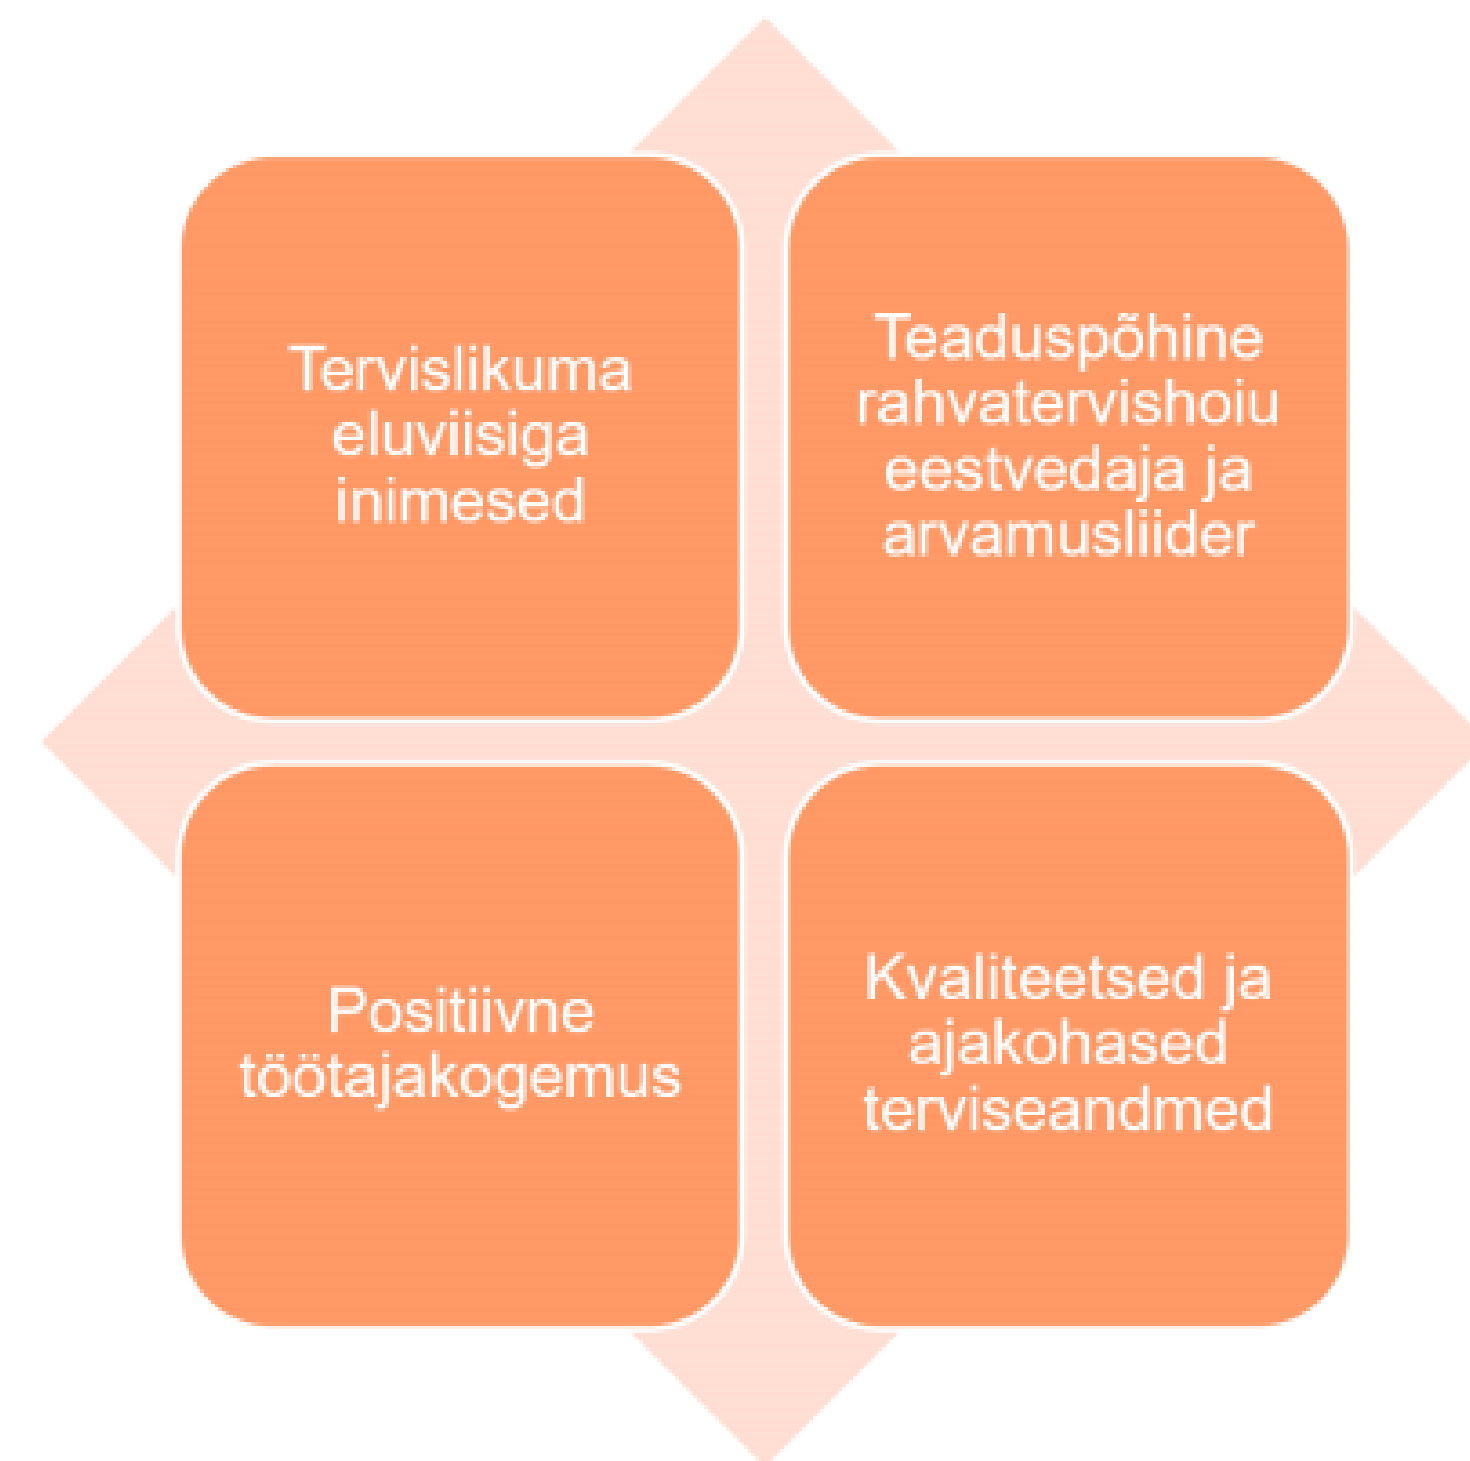 Tervislikuma
eluviisiga
inimesed
Teaduspõhine
rahvatervishoiu
eestvedaja ja
arvamusliider
Positiivne
töötajakogemus
Kvaliteetsed ja
ajakohased
terviseandmed